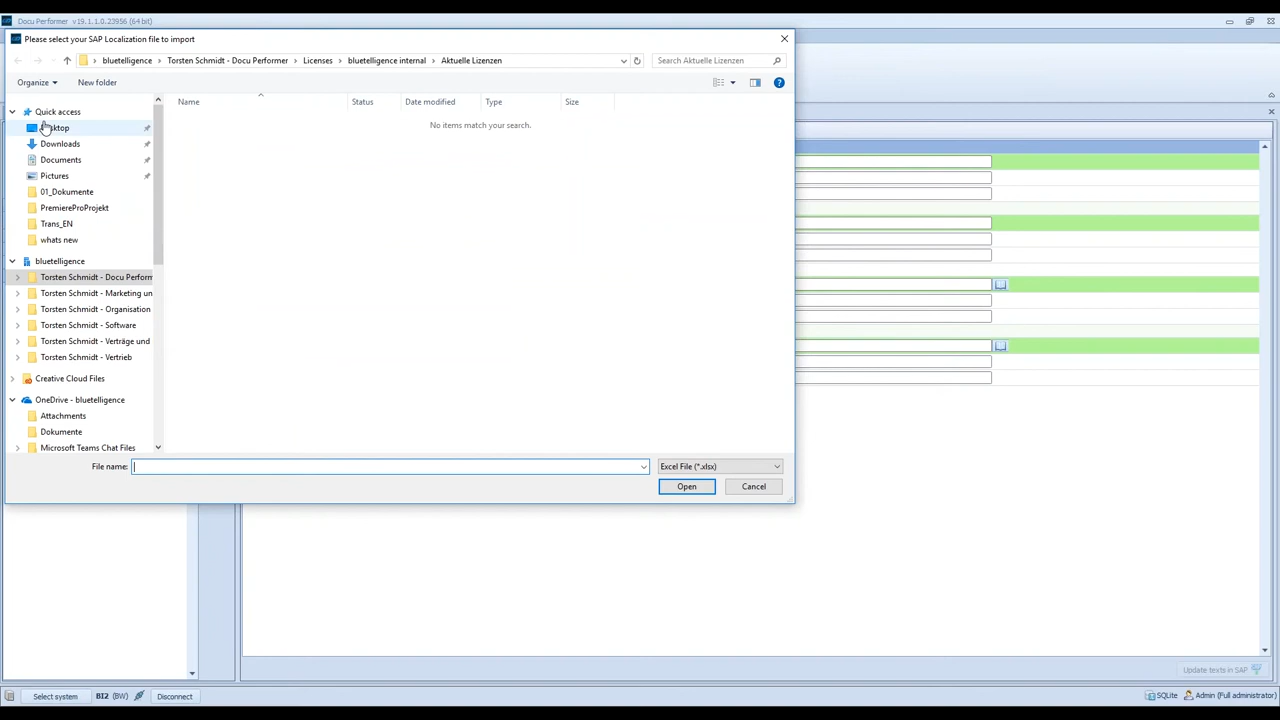 Docu Performer v19.1.1.0.23956 (64 bit)
Please select your SAP Localization file to import
bluetelligence > Torsten Schmidt - Docu Performer > Licenses > bluetelligence internal > Aktuelle Lizenzen
Search Aktuelle Lizenzen
Organize
New folder
Name
Status
Date modified
Type
Size
No items match your search.
Quick access
Downloads
Documents
Pictures
01_Dokumente
PremiereProProjekt
Trans_EN
whats new
bluetelligence
Torsten Schmidt - Docu Perform
Torsten Schmidt - Marketing un
Torsten Schmidt - Organisation
Torsten Schmidt - Software
Torsten Schmidt - Verträge und
Torsten Schmidt - Vertrieb
Creative Cloud Files
OneDrive - bluetelligence
Attachments
Dokumente
Microsoft Teams Chat Files
File name:
Excel File (*.xlsx)
Open
Cancel
Update texts in SAP
Select system
BI2 (BW)
Disconnect
SQLite
Admin (Full administrator)